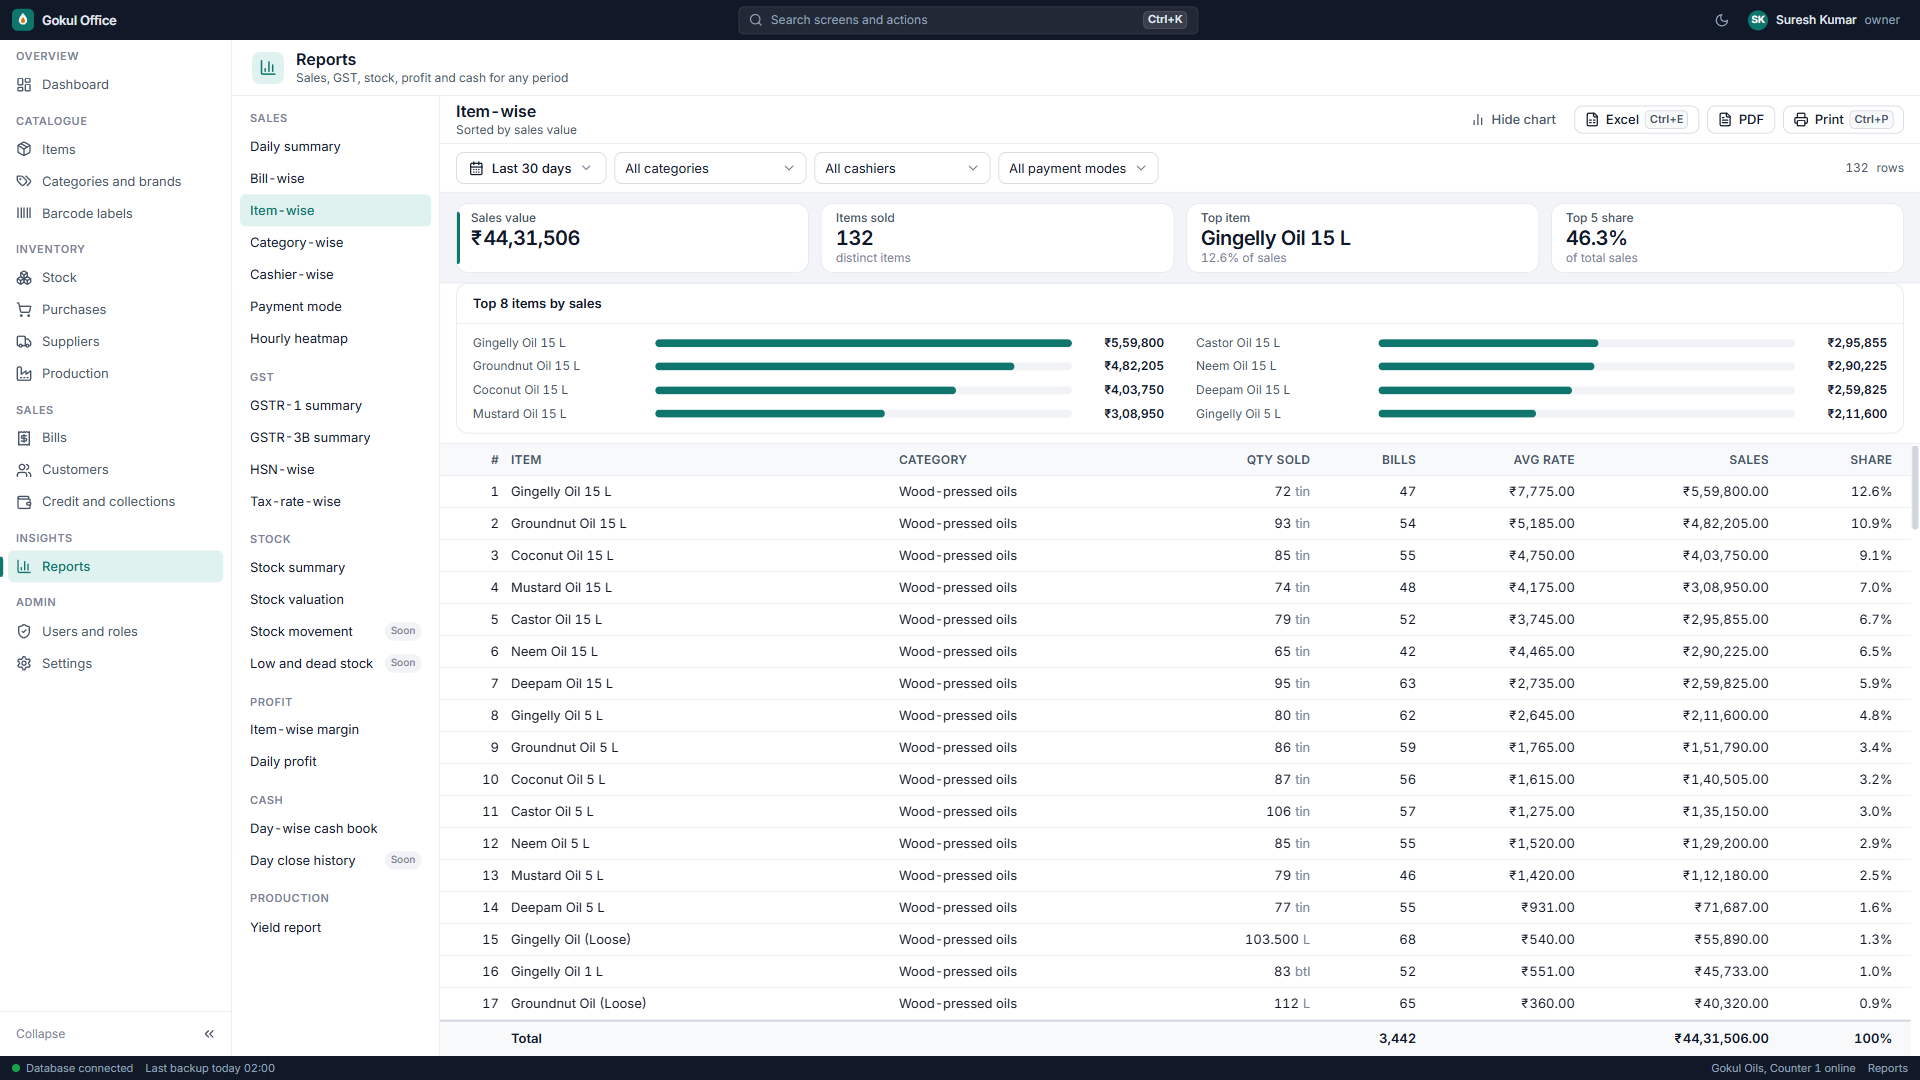 Gokul Office
Search screens and actions Ctrl+K
SK Suresh Kumar owner
OVERVIEW
Dashboard
CATALOGUE
Items
Categories and brands
Barcode labels
INVENTORY
Stock
Purchases
Suppliers
Production
SALES
Bills
Customers
Credit and collections
INSIGHTS
Reports
ADMIN
Users and roles
Settings
Collapse
Reports
Sales, GST, stock, profit and cash for any period
SALES
Daily summary
Bill-wise
Item-wise
Category-wise
Cashier-wise
Payment mode
Hourly heatmap
GST
GSTR-1 summary
GSTR-3B summary
HSN-wise
Tax-rate-wise
STOCK
Stock summary
Stock valuation
Stock movement Soon
Low and dead stock Soon
PROFIT
Item-wise margin
Daily profit
CASH
Day-wise cash book
Day close history Soon
PRODUCTION
Yield report
Item-wise
Sorted by sales value
Hide chart Excel Ctrl+E PDF Print Ctrl+P
Last 30 days All categories All cashiers All payment modes 132 rows
Sales value
₹44,31,506
Items sold
132
distinct items
Top item
Gingelly Oil 15 L
12.6% of sales
Top 5 share
46.3%
of total sales
Top 8 items by sales
Gingelly Oil 15 L ₹5,59,800
Groundnut Oil 15 L ₹4,82,205
Coconut Oil 15 L ₹4,03,750
Mustard Oil 15 L ₹3,08,950
Castor Oil 15 L ₹2,95,855
Neem Oil 15 L ₹2,90,225
Deepam Oil 15 L ₹2,59,825
Gingelly Oil 5 L ₹2,11,600
# ITEM CATEGORY QTY SOLD BILLS AVG RATE SALES SHARE
1 Gingelly Oil 15 L Wood-pressed oils 72 tin 47 ₹7,775.00 ₹5,59,800.00 12.6%
2 Groundnut Oil 15 L Wood-pressed oils 93 tin 54 ₹5,185.00 ₹4,82,205.00 10.9%
3 Coconut Oil 15 L Wood-pressed oils 85 tin 55 ₹4,750.00 ₹4,03,750.00 9.1%
4 Mustard Oil 15 L Wood-pressed oils 74 tin 48 ₹4,175.00 ₹3,08,950.00 7.0%
5 Castor Oil 15 L Wood-pressed oils 79 tin 52 ₹3,745.00 ₹2,95,855.00 6.7%
6 Neem Oil 15 L Wood-pressed oils 65 tin 42 ₹4,465.00 ₹2,90,225.00 6.5%
7 Deepam Oil 15 L Wood-pressed oils 95 tin 63 ₹2,735.00 ₹2,59,825.00 5.9%
8 Gingelly Oil 5 L Wood-pressed oils 80 tin 62 ₹2,645.00 ₹2,11,600.00 4.8%
9 Groundnut Oil 5 L Wood-pressed oils 86 tin 59 ₹1,765.00 ₹1,51,790.00 3.4%
10 Coconut Oil 5 L Wood-pressed oils 87 tin 56 ₹1,615.00 ₹1,40,505.00 3.2%
11 Castor Oil 5 L Wood-pressed oils 106 tin 57 ₹1,275.00 ₹1,35,150.00 3.0%
12 Neem Oil 5 L Wood-pressed oils 85 tin 55 ₹1,520.00 ₹1,29,200.00 2.9%
13 Mustard Oil 5 L Wood-pressed oils 79 tin 46 ₹1,420.00 ₹1,12,180.00 2.5%
14 Deepam Oil 5 L Wood-pressed oils 77 tin 55 ₹931.00 ₹71,687.00 1.6%
15 Gingelly Oil (Loose) Wood-pressed oils 103.500 L 68 ₹540.00 ₹55,890.00 1.3%
16 Gingelly Oil 1 L Wood-pressed oils 83 btl 52 ₹551.00 ₹45,733.00 1.0%
17 Groundnut Oil (Loose) Wood-pressed oils 112 L 65 ₹360.00 ₹40,320.00 0.9%
Total 3,442 ₹44,31,506.00 100%
Database connected Last backup today 02:00
Gokul Oils, Counter 1 online Reports